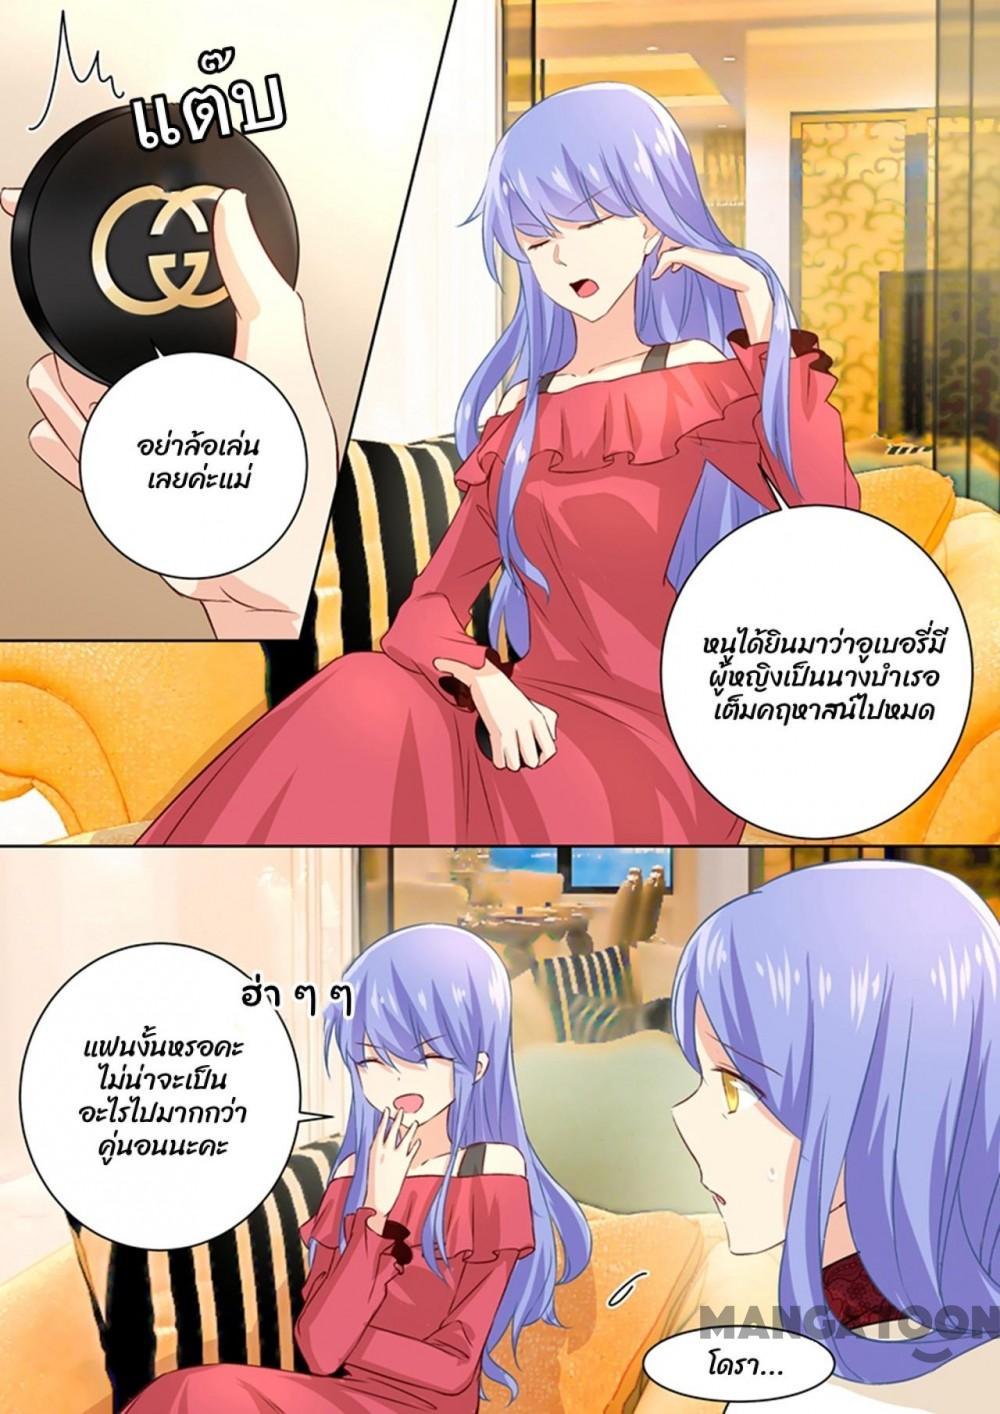 แต๊บ
อย่าล้อเล่น
เลยค่ะแม่
หนูได้ยินมาว่าอูเบอรี่มี
ผู้หญิงเป็นนางบำเรอ
เต็มคฤหาสน์ไปหมด
ฮ่า ๆ ๆ
แฟนงั้นหรอคะ
ไม่น่าจะเป็น
อะไรไปมากกว่า
คู่นอนนะคะ
MANGATOON
โดรา...